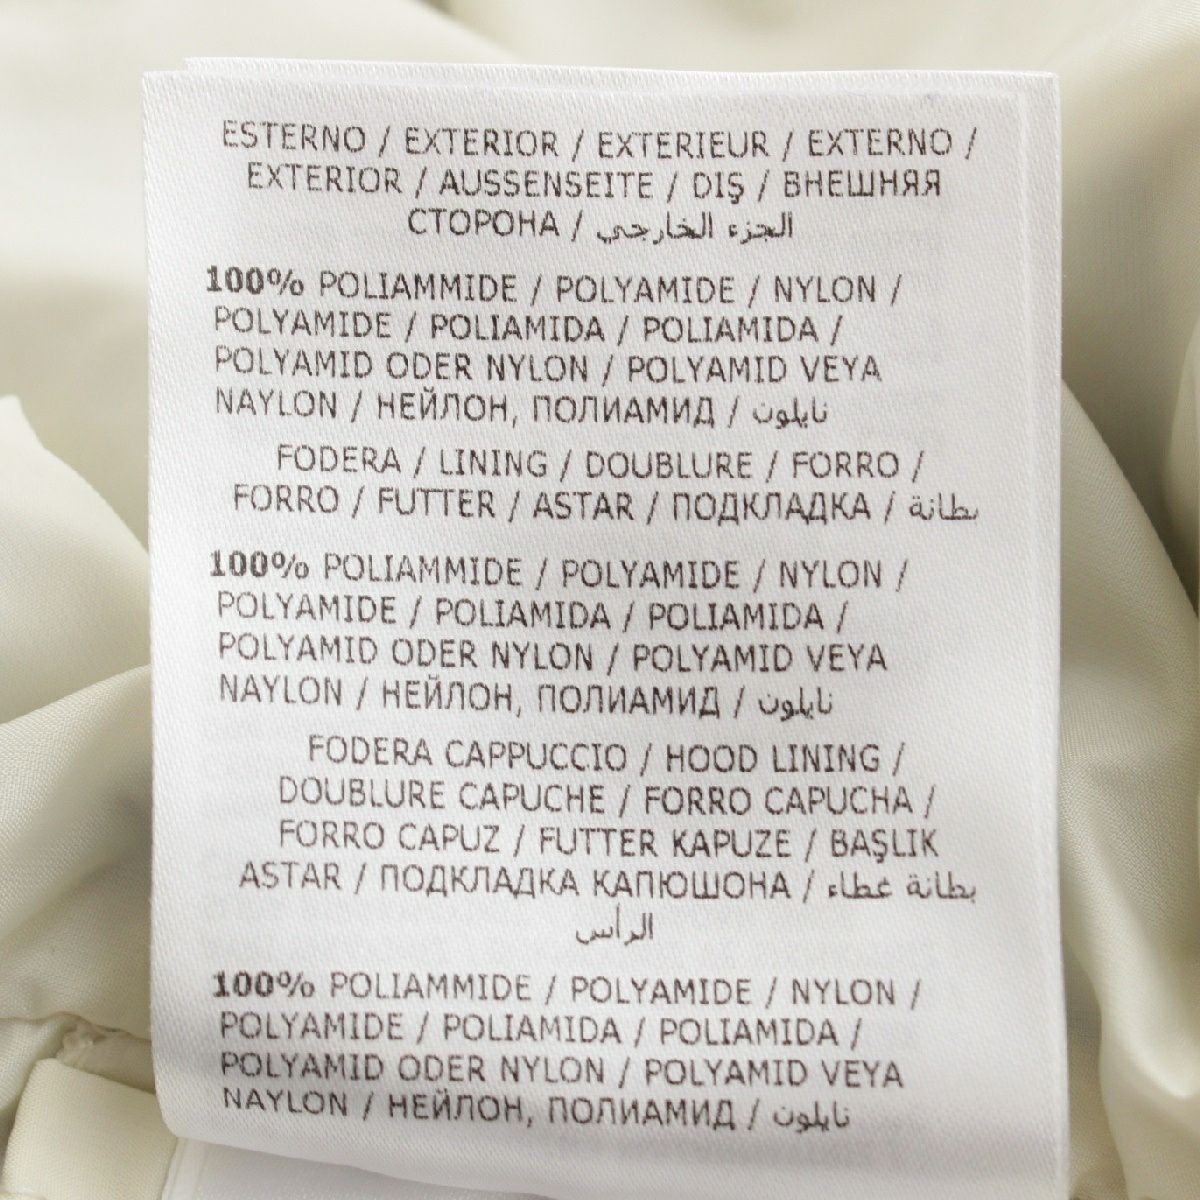 ESTERNO / EXTERIOR / EXTERIEUR / EXTERNO /
EXTERIOR / AUSSENSEITE / DIŞ / ВНЕШНЯЯ
СТОРОНА / الجزء الخارجي
100% POLIAMMIDE / POLYAMIDE / NYLON /
POLYAMIDE / POLIAMIDA / POLIAMIDA /
POLYAMID ODER NYLON / POLYAMID VEYA
NAYLON / НЕЙЛОН, ПОЛИАМИД / نايلون
FODERA / LINING / DOUBLURE / FORRO /
FORRO / FUTTER / ASTAR / ПОДКЛАДКА / بطانة
100% POLIAMMIDE / POLYAMIDE / NYLON /
POLYAMIDE / POLIAMIDA / POLIAMIDA /
POLYAMID ODER NYLON / POLYAMID VEYA
NAYLON / НЕЙЛОН, ПОЛИАМИД / نايلون
FODERA CAPPUCCIO / HOOD LINING /
DOUBLURE CAPUCHE / FORRO CAPUCHA /
FORRO CAPUZ / FUTTER KAPUZE / BAŞLIK
ASTAR / ПОДКЛАДКА КАПЮШОНА / بطانة غطاء
الرأس
100% POLIAMMIDE / POLYAMIDE / NYLON /
POLYAMIDE / POLIAMIDA / POLIAMIDA /
POLYAMID ODER NYLON / POLYAMID VEYA
NAYLON / НЕЙЛОН, ПОЛИАМИД / نايلون